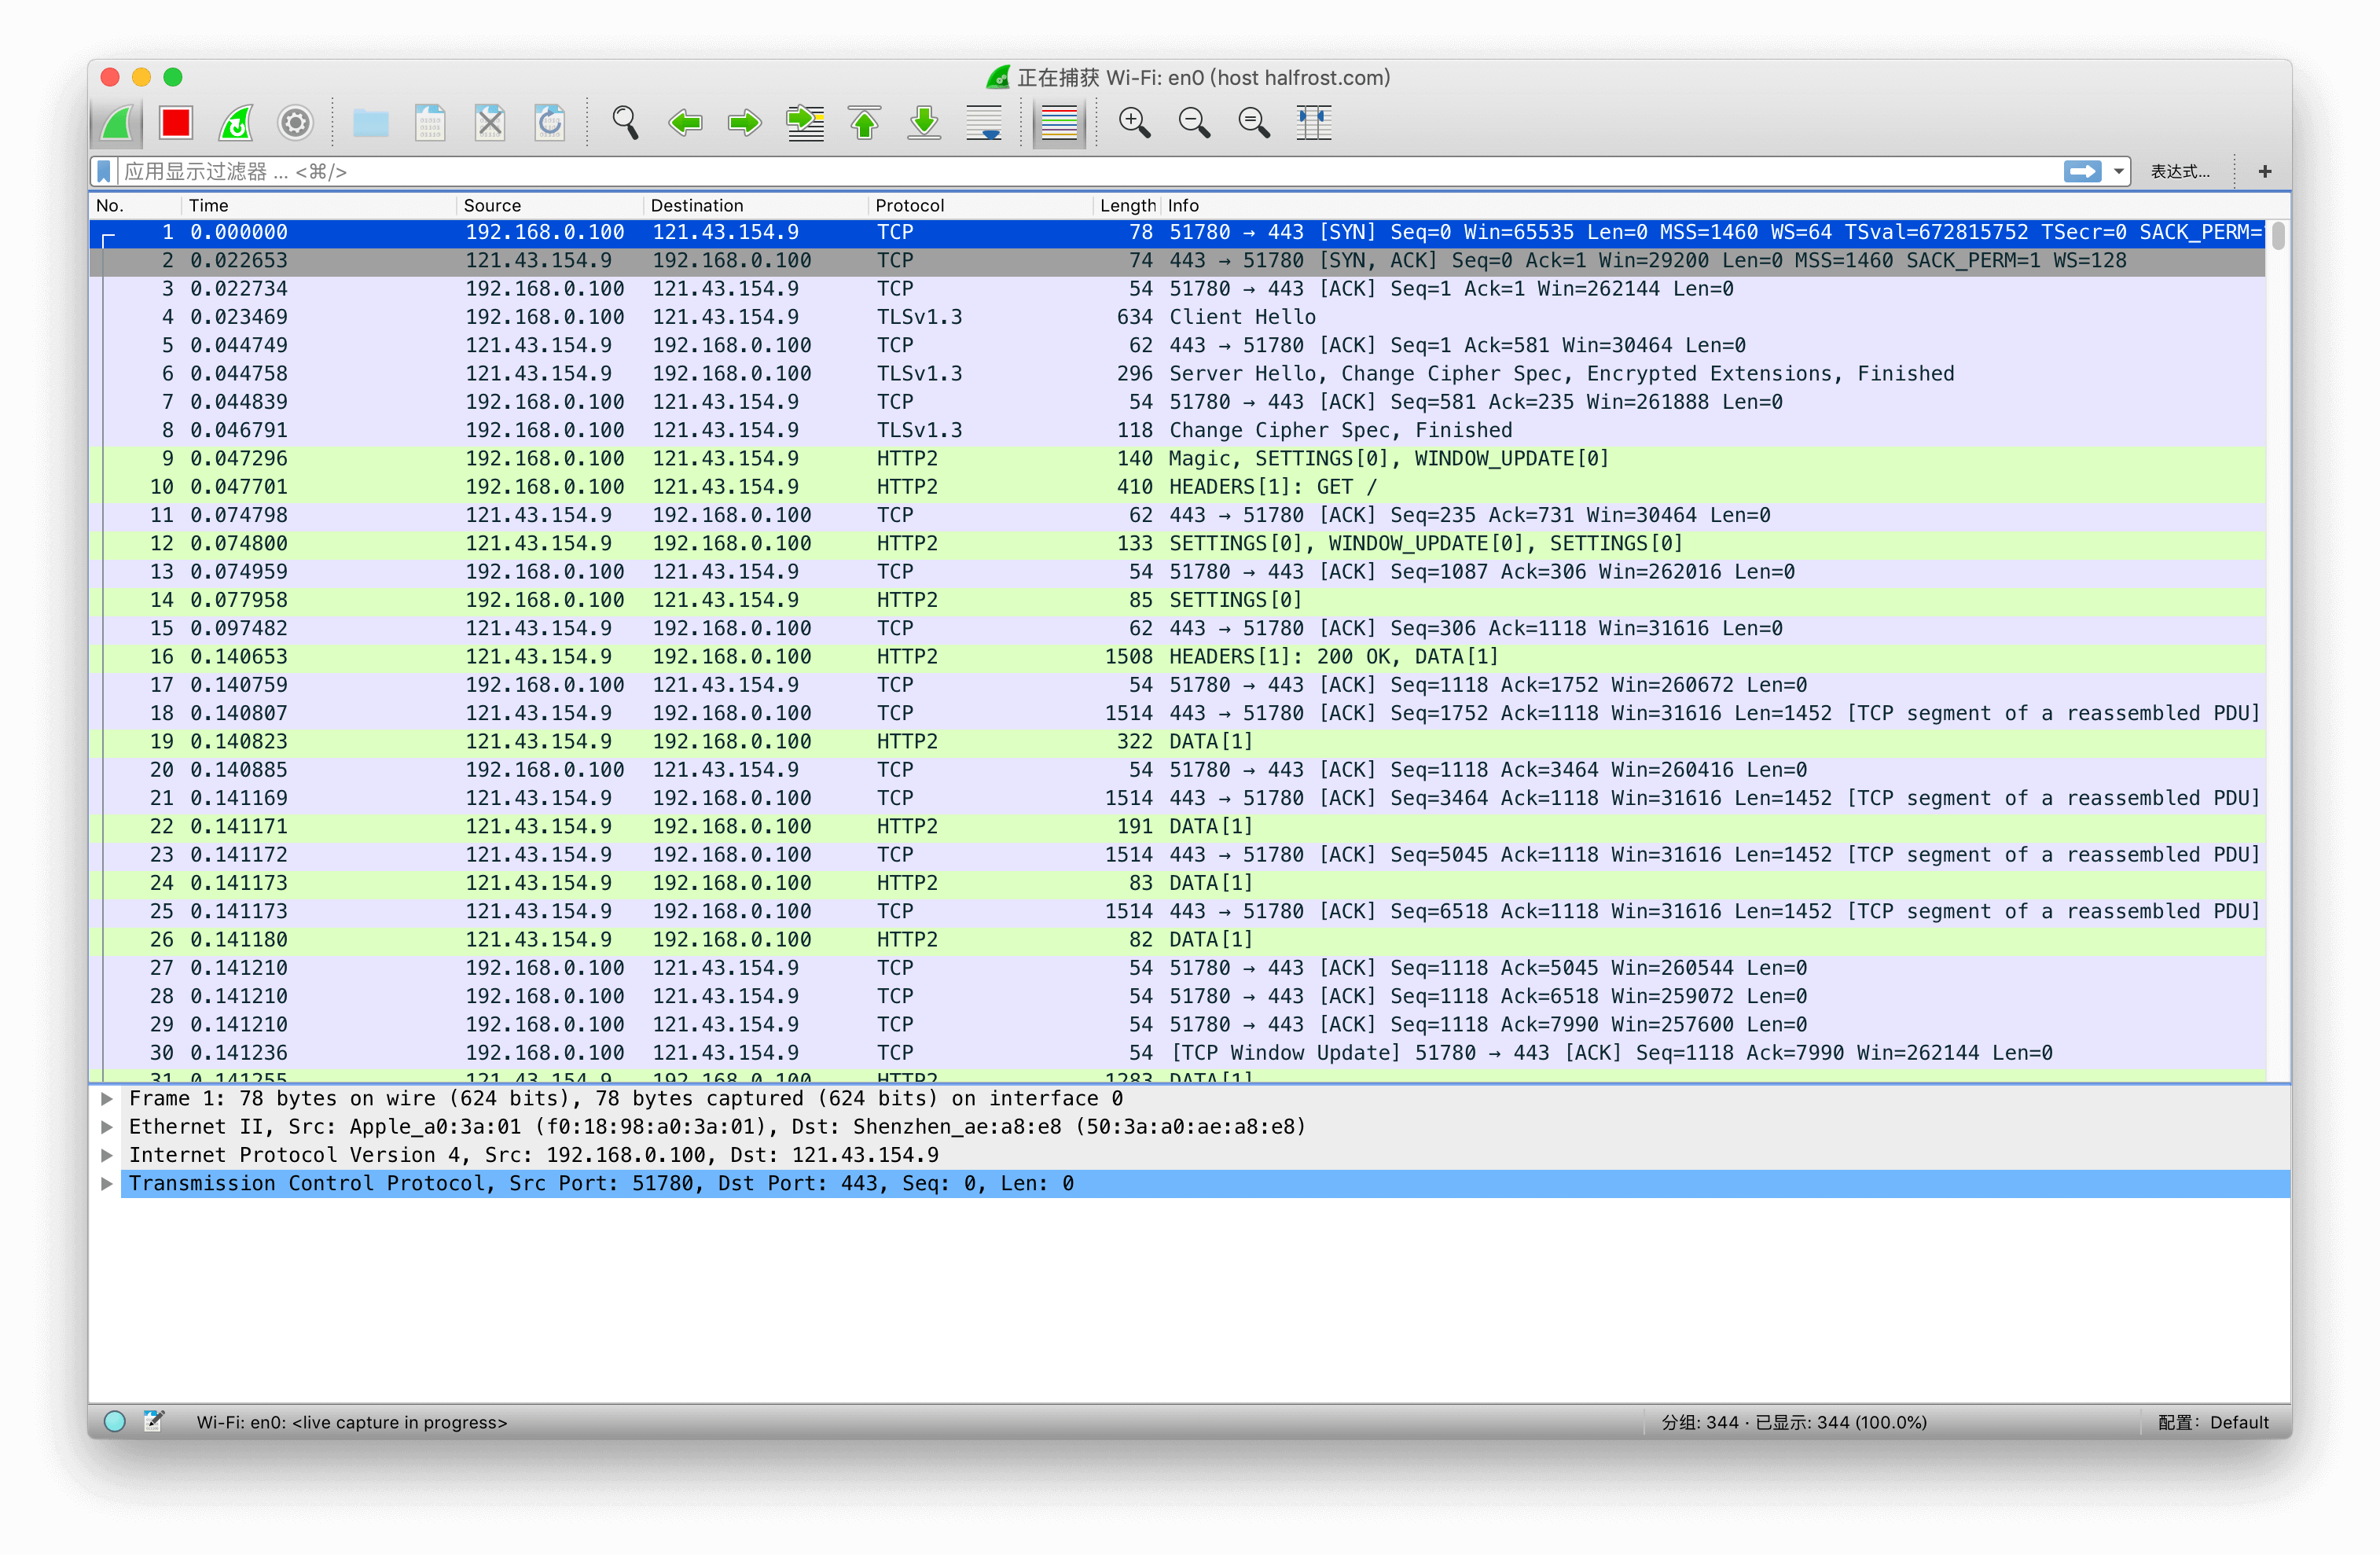 正在捕获 Wi-Fi: en0 (host halfrost.com)
应用显示过滤器 ... <⌘/> 表达式... +
No. Time Source Destination Protocol Length Info
1 0.000000 192.168.0.100 121.43.154.9 TCP 78 51780 → 443 [SYN] Seq=0 Win=65535 Len=0 MSS=1460 WS=64 TSval=672815752 TSecr=0 SACK_PERM=
2 0.022653 121.43.154.9 192.168.0.100 TCP 74 443 → 51780 [SYN, ACK] Seq=0 Ack=1 Win=29200 Len=0 MSS=1460 SACK_PERM=1 WS=128
3 0.022734 192.168.0.100 121.43.154.9 TCP 54 51780 → 443 [ACK] Seq=1 Ack=1 Win=262144 Len=0
4 0.023469 192.168.0.100 121.43.154.9 TLSv1.3 634 Client Hello
5 0.044749 121.43.154.9 192.168.0.100 TCP 62 443 → 51780 [ACK] Seq=1 Ack=581 Win=30464 Len=0
6 0.044758 121.43.154.9 192.168.0.100 TLSv1.3 296 Server Hello, Change Cipher Spec, Encrypted Extensions, Finished
7 0.044839 192.168.0.100 121.43.154.9 TCP 54 51780 → 443 [ACK] Seq=581 Ack=235 Win=261888 Len=0
8 0.046791 192.168.0.100 121.43.154.9 TLSv1.3 118 Change Cipher Spec, Finished
9 0.047296 192.168.0.100 121.43.154.9 HTTP2 140 Magic, SETTINGS[0], WINDOW_UPDATE[0]
10 0.047701 192.168.0.100 121.43.154.9 HTTP2 410 HEADERS[1]: GET /
11 0.074798 121.43.154.9 192.168.0.100 TCP 62 443 → 51780 [ACK] Seq=235 Ack=731 Win=30464 Len=0
12 0.074800 121.43.154.9 192.168.0.100 HTTP2 133 SETTINGS[0], WINDOW_UPDATE[0], SETTINGS[0]
13 0.074959 192.168.0.100 121.43.154.9 TCP 54 51780 → 443 [ACK] Seq=1087 Ack=306 Win=262016 Len=0
14 0.077958 192.168.0.100 121.43.154.9 HTTP2 85 SETTINGS[0]
15 0.097482 121.43.154.9 192.168.0.100 TCP 62 443 → 51780 [ACK] Seq=306 Ack=1118 Win=31616 Len=0
16 0.140653 121.43.154.9 192.168.0.100 HTTP2 1508 HEADERS[1]: 200 OK, DATA[1]
17 0.140759 192.168.0.100 121.43.154.9 TCP 54 51780 → 443 [ACK] Seq=1118 Ack=1752 Win=260672 Len=0
18 0.140807 121.43.154.9 192.168.0.100 TCP 1514 443 → 51780 [ACK] Seq=1752 Ack=1118 Win=31616 Len=1452 [TCP segment of a reassembled PDU]
19 0.140823 121.43.154.9 192.168.0.100 HTTP2 322 DATA[1]
20 0.140885 192.168.0.100 121.43.154.9 TCP 54 51780 → 443 [ACK] Seq=1118 Ack=3464 Win=260416 Len=0
21 0.141169 121.43.154.9 192.168.0.100 TCP 1514 443 → 51780 [ACK] Seq=3464 Ack=1118 Win=31616 Len=1452 [TCP segment of a reassembled PDU]
22 0.141171 121.43.154.9 192.168.0.100 HTTP2 191 DATA[1]
23 0.141172 121.43.154.9 192.168.0.100 TCP 1514 443 → 51780 [ACK] Seq=5045 Ack=1118 Win=31616 Len=1452 [TCP segment of a reassembled PDU]
24 0.141173 121.43.154.9 192.168.0.100 HTTP2 83 DATA[1]
25 0.141173 121.43.154.9 192.168.0.100 TCP 1514 443 → 51780 [ACK] Seq=6518 Ack=1118 Win=31616 Len=1452 [TCP segment of a reassembled PDU]
26 0.141180 121.43.154.9 192.168.0.100 HTTP2 82 DATA[1]
27 0.141210 192.168.0.100 121.43.154.9 TCP 54 51780 → 443 [ACK] Seq=1118 Ack=5045 Win=260544 Len=0
28 0.141210 192.168.0.100 121.43.154.9 TCP 54 51780 → 443 [ACK] Seq=1118 Ack=6518 Win=259072 Len=0
29 0.141210 192.168.0.100 121.43.154.9 TCP 54 51780 → 443 [ACK] Seq=1118 Ack=7990 Win=257600 Len=0
30 0.141236 192.168.0.100 121.43.154.9 TCP 54 [TCP Window Update] 51780 → 443 [ACK] Seq=1118 Ack=7990 Win=262144 Len=0
31 0.141255 121.43.154.9 192.168.0.100 HTTP2 1283 DATA[1]
Frame 1: 78 bytes on wire (624 bits), 78 bytes captured (624 bits) on interface 0
Ethernet II, Src: Apple_a0:3a:01 (f0:18:98:a0:3a:01), Dst: Shenzhen_ae:a8:e8 (50:3a:a0:ae:a8:e8)
Internet Protocol Version 4, Src: 192.168.0.100, Dst: 121.43.154.9
Transmission Control Protocol, Src Port: 51780, Dst Port: 443, Seq: 0, Len: 0
Wi-Fi: en0: <live capture in progress> 分组: 344 · 已显示: 344 (100.0%) 配置: Default